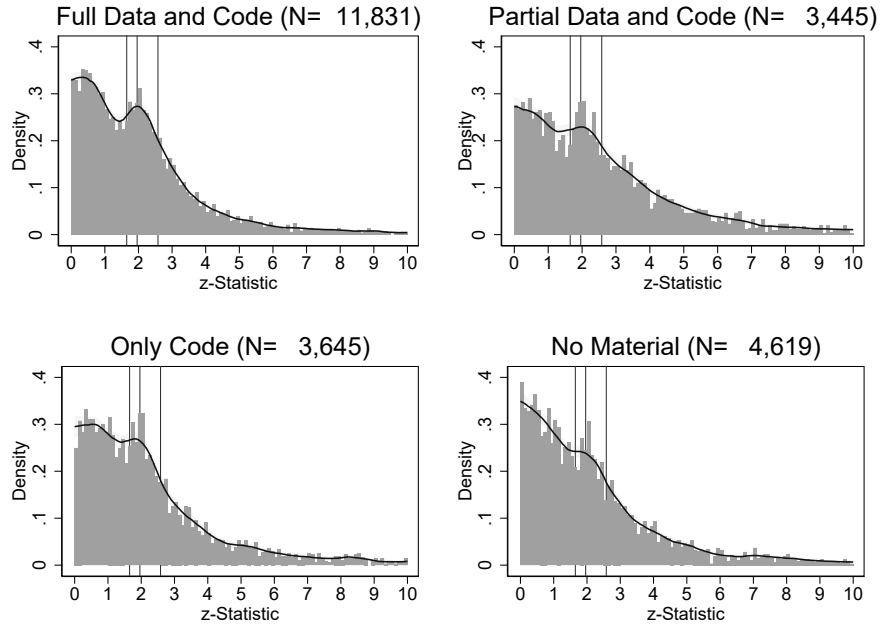 Full Data and Code (N=  11,831)
Density
0 .1 .2 .3 .4
0 1 2 3 4 5 6 7 8 9 10
z-Statistic
Partial Data and Code (N=   3,445)
Density
0 .1 .2 .3 .4
0 1 2 3 4 5 6 7 8 9 10
z-Statistic
Only Code (N=   3,645)
Density
0 .1 .2 .3 .4
0 1 2 3 4 5 6 7 8 9 10
z-Statistic
No Material (N=   4,619)
Density
0 .1 .2 .3 .4
0 1 2 3 4 5 6 7 8 9 10
z-Statistic